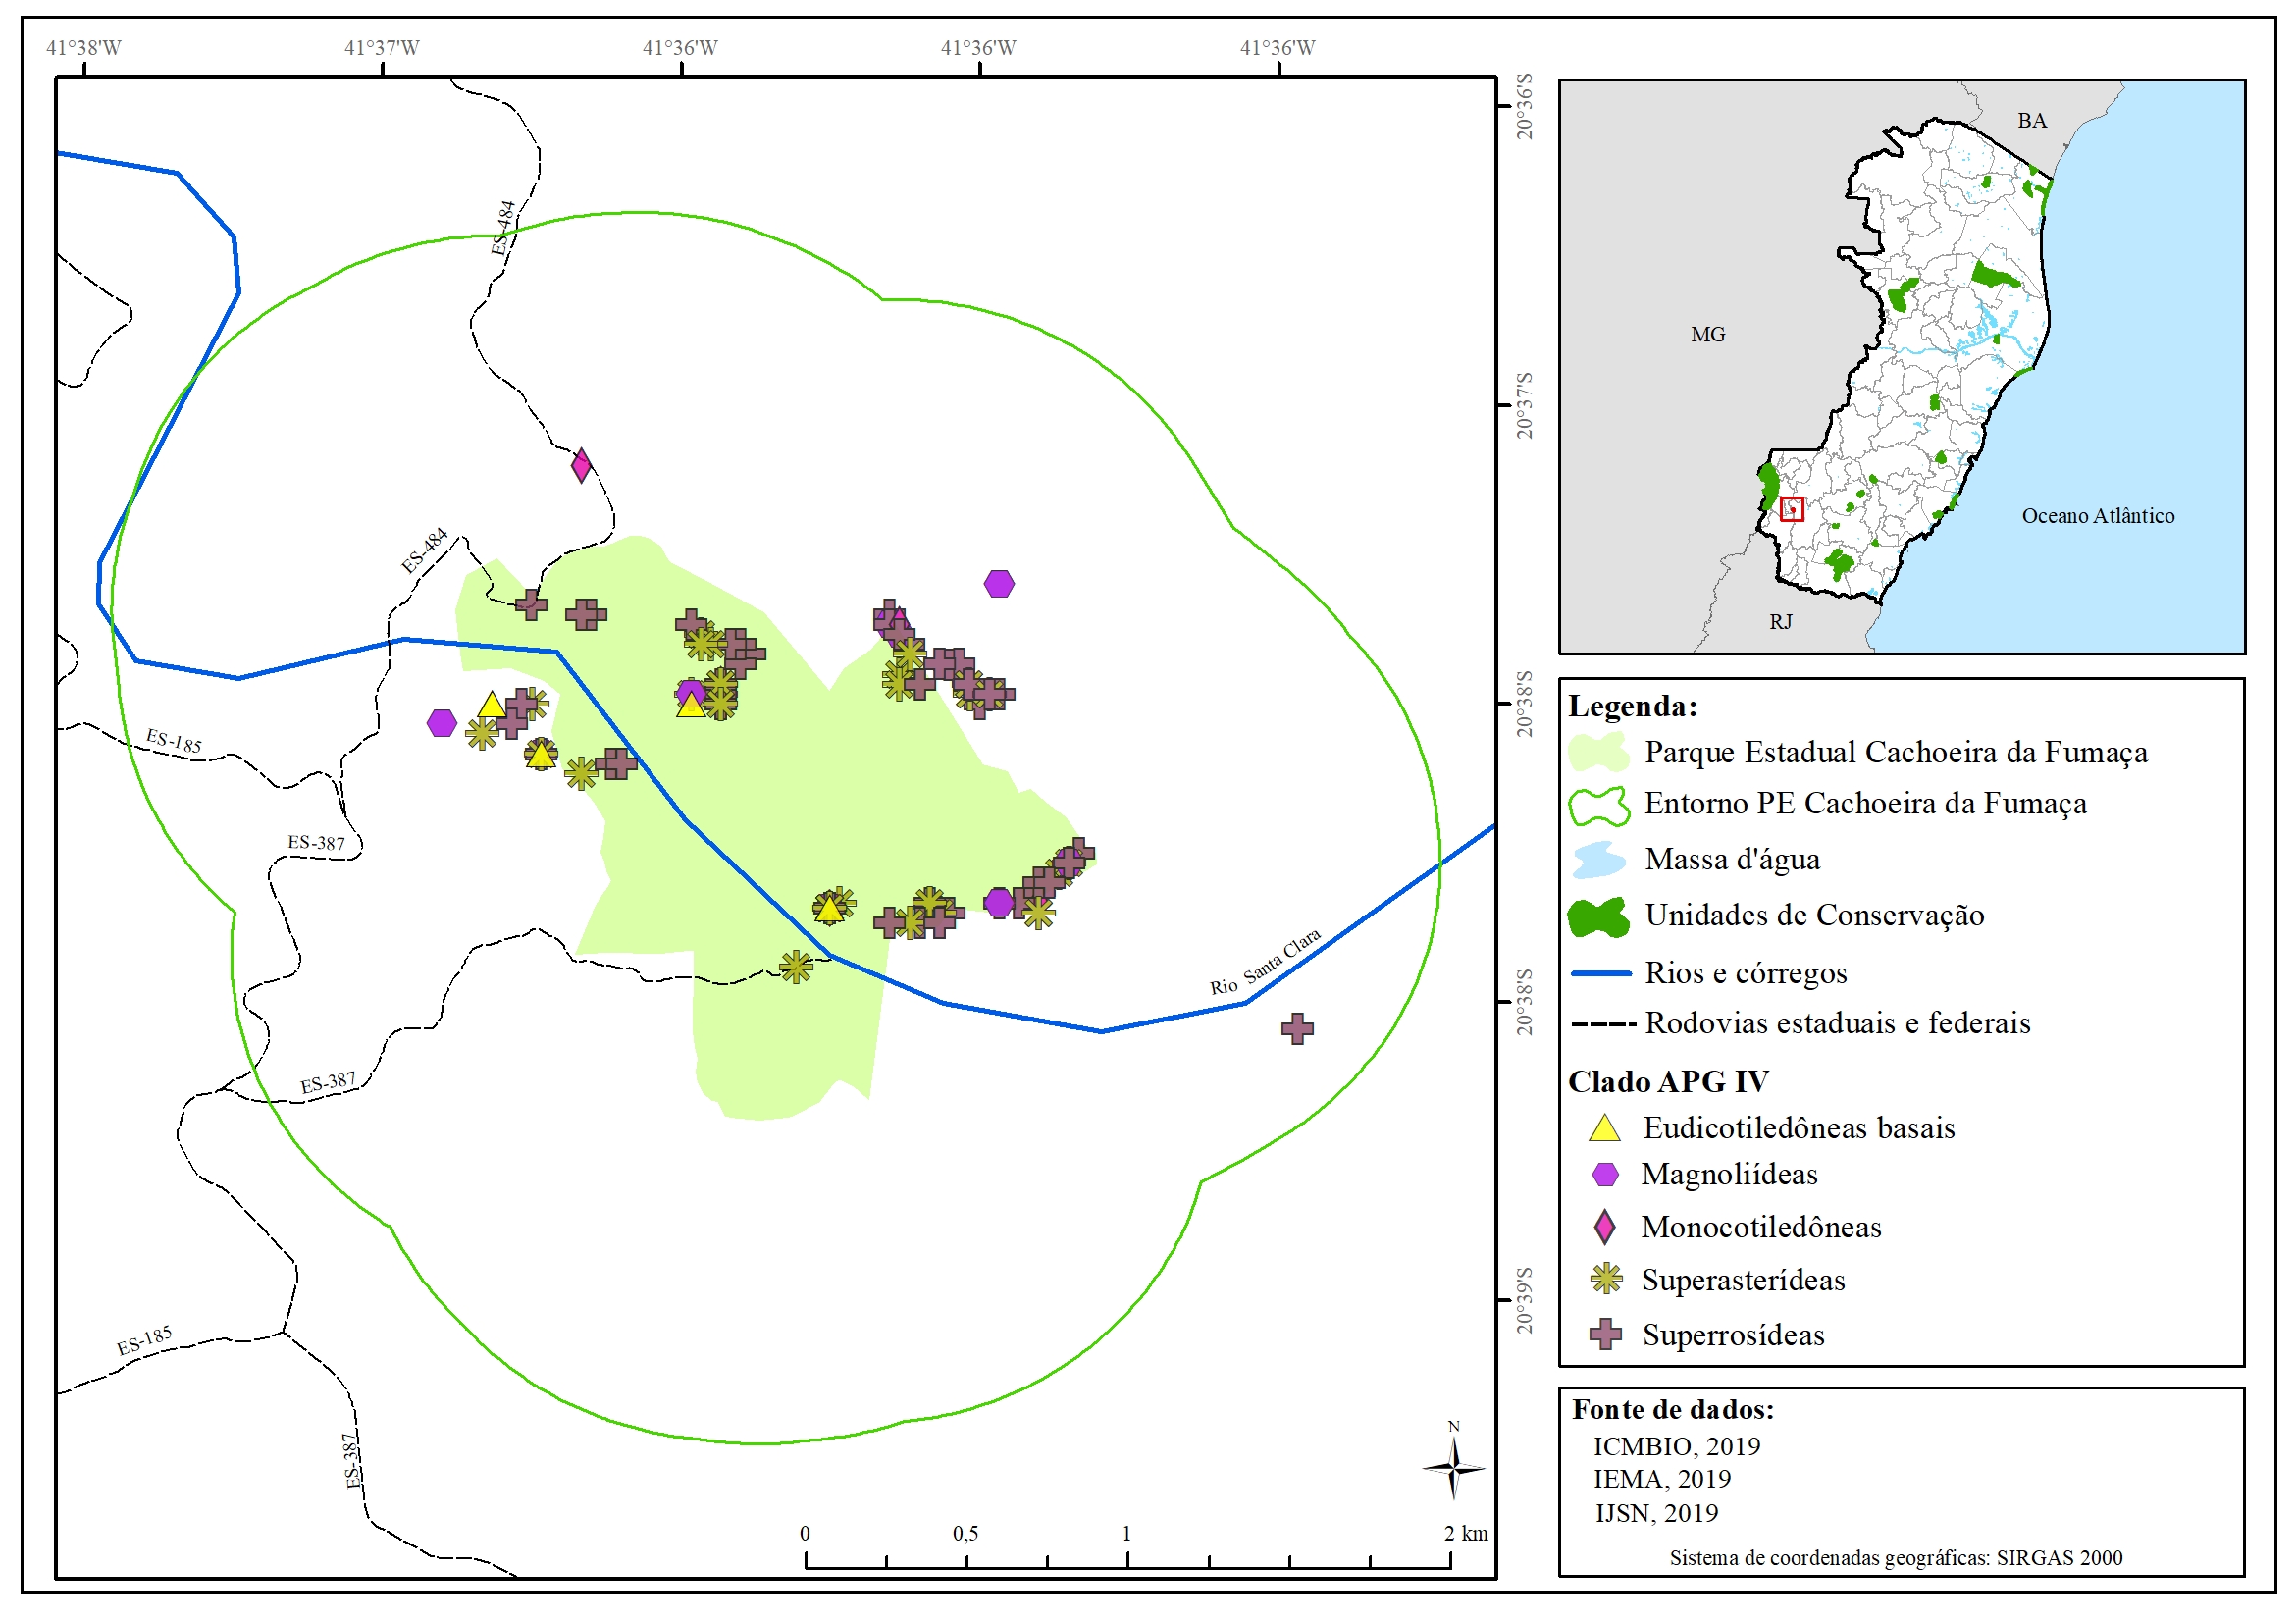 41°38'W 41°37'W 41°36'W 41°36'W 41°36'W
20°36'S
20°37'S
20°38'S
20°38'S
20°39'S
ES-484
ES-484
ES-185
ES-387
ES-387
ES-185
ES-387
Rio Santa Clara
N
0 0,5 1 2 km
BA
MG
Oceano Atlântico
RJ
Legenda:
Parque Estadual Cachoeira da Fumaça
Entorno PE Cachoeira da Fumaça
Massa d'água
Unidades de Conservação
Rios e córregos
Rodovias estaduais e federais
Clado APG IV
Eudicotiledôneas basais
Magnoliídeas
Monocotiledôneas
Superasterídeas
Superrosídeas
Fonte de dados:
ICMBIO, 2019
IEMA, 2019
IJSN, 2019
Sistema de coordenadas geográficas: SIRGAS 2000